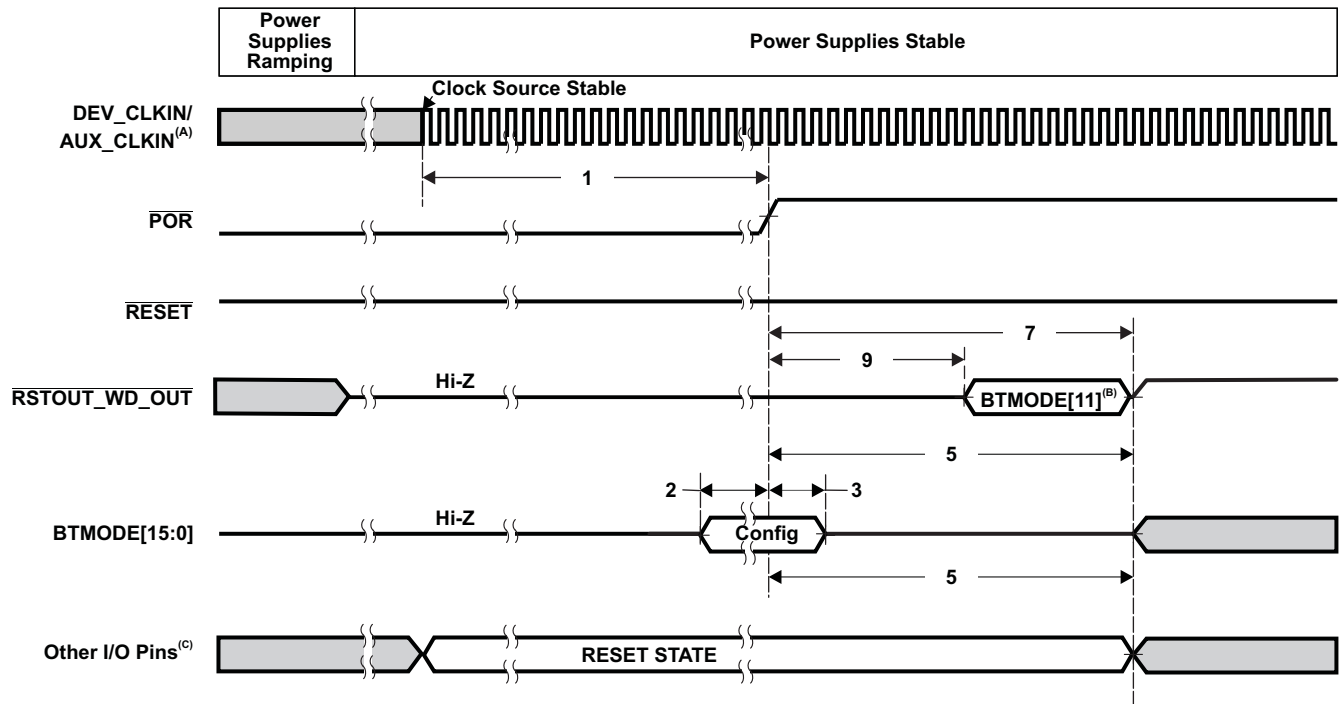 Power
Supplies
Ramping
Power Supplies Stable
Clock Source Stable
DEV_CLKIN/
AUX_CLKIN(A)
1
POR
RESET
7
9
RSTOUT_WD_OUT
Hi-Z
BTMODE[11](B)
5
2
3
BTMODE[15:0]
Hi-Z
Config
5
Other I/O Pins(C)
RESET STATE